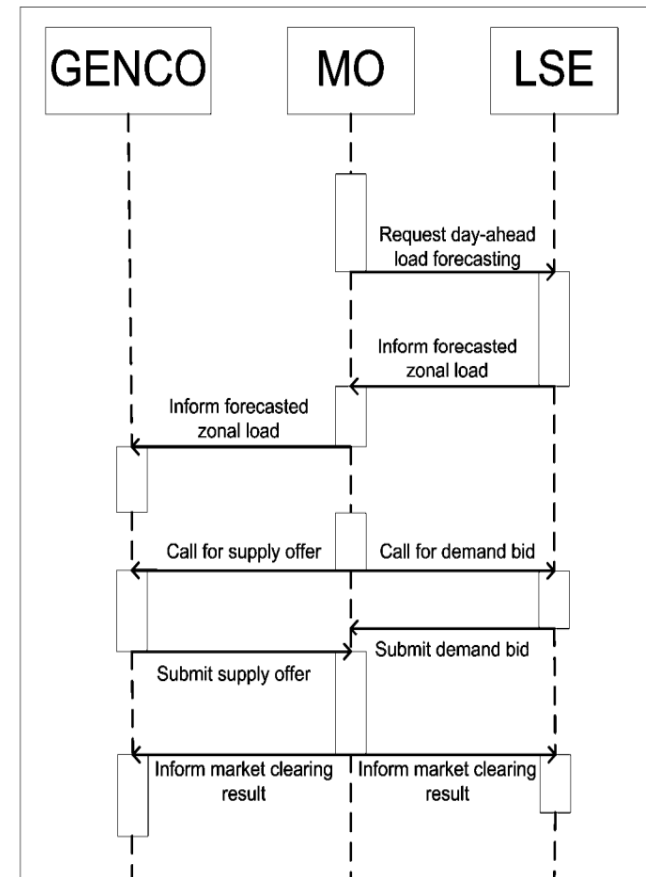 GENCO
MO
LSE
Request day-ahead
load forecasting
Inform forecasted
zonal load
Inform forecasted
zonal load
Call for supply offer
Call for demand bid
Submit demand bid
Submit supply offer
Inform market clearing
result
Inform market clearing
result